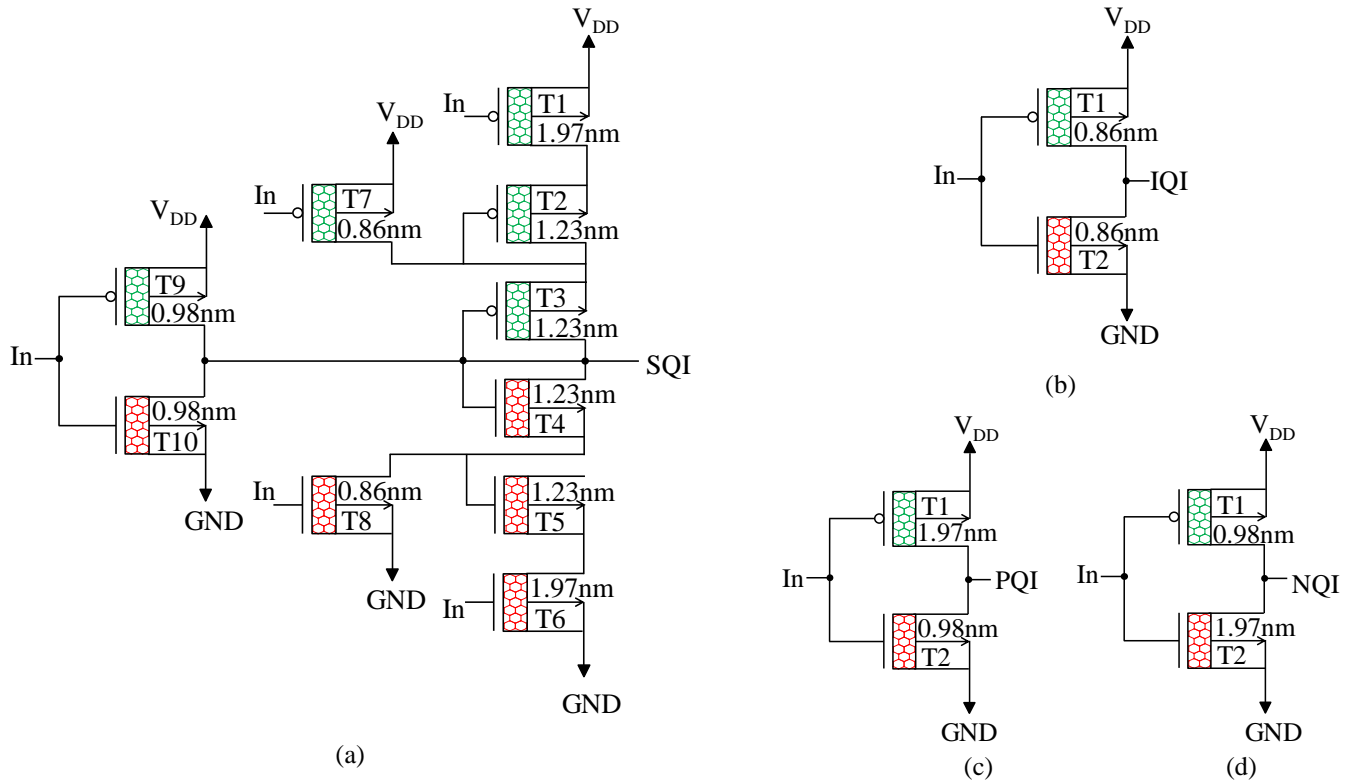 V_DD
In
T1
1.97nm
V_DD
In
T7
0.86nm
T2
1.23nm
V_DD
T9
0.98nm
T3
1.23nm
In
SQI
0.98nm
T10
1.23nm
T4
GND
In
0.86nm
T8
1.23nm
T5
GND
In
1.97nm
T6
GND
(a)
V_DD
T1
0.86nm
In
IQI
0.86nm
T2
GND
(b)
V_DD
T1
1.97nm
In
PQI
0.98nm
T2
GND
(c)
V_DD
T1
0.98nm
In
NQI
1.97nm
T2
GND
(d)